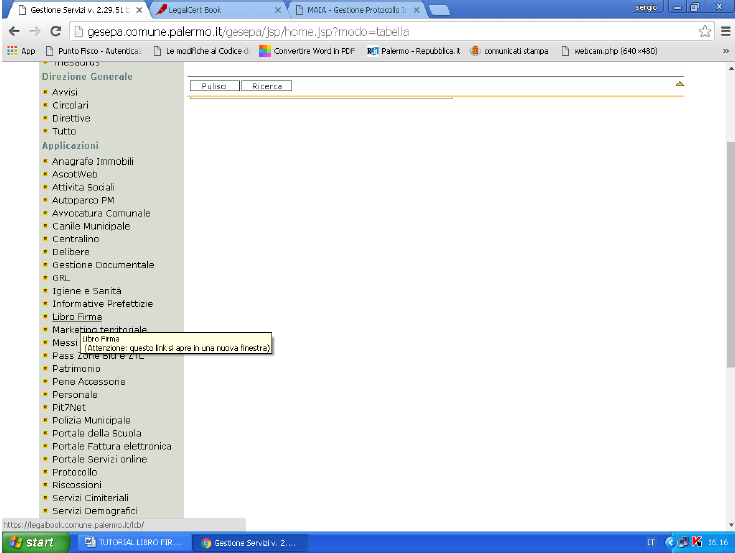 Gestione Servizi v. 2.29.51 b
LegalCert Book
MAIA - Gestione Protocollo In
sergio
gesepa.comune.palermo.it/gesepa/jsp/home.jsp?modo=tabella
App
Punto Fisco - Autenticaz
Le modifiche al Codice di
Convertire Word in PDF
Palermo - Repubblica.it
comunicati stampa
webcam.php (640×480)
»
Thesaurus
Direzione Generale
Avvisi
Circolari
Direttive
Tutto
Applicazioni
Anagrafe Immobili
AscotWeb
Attivita Sociali
Autoparco PM
Avvocatura Comunale
Canile Municipale
Centralino
Delibere
Gestione Documentale
GRL
Igiene e Sanità
Informative Prefettizie
Libro Firma
Marketing territoriale
Messi
Pass Zone Blu e ZTL
Patrimonio
Pene Accessorie
Personale
Pit7Net
Polizia Municipale
Portale della Scuola
Portale Fattura elettronica
Portale Servizi online
Protocollo
Riscossioni
Servizi Cimiteriali
Servizi Demografici
Pulisci
Ricerca
Libro Firma
(Attenzione: questo link si apre in una nuova finestra)
https://legalbook.comune.palermo.it/lcb/
start
TUTORIAL LIBRO FIR...
Gestione Servizi v. 2....
IT
16.16